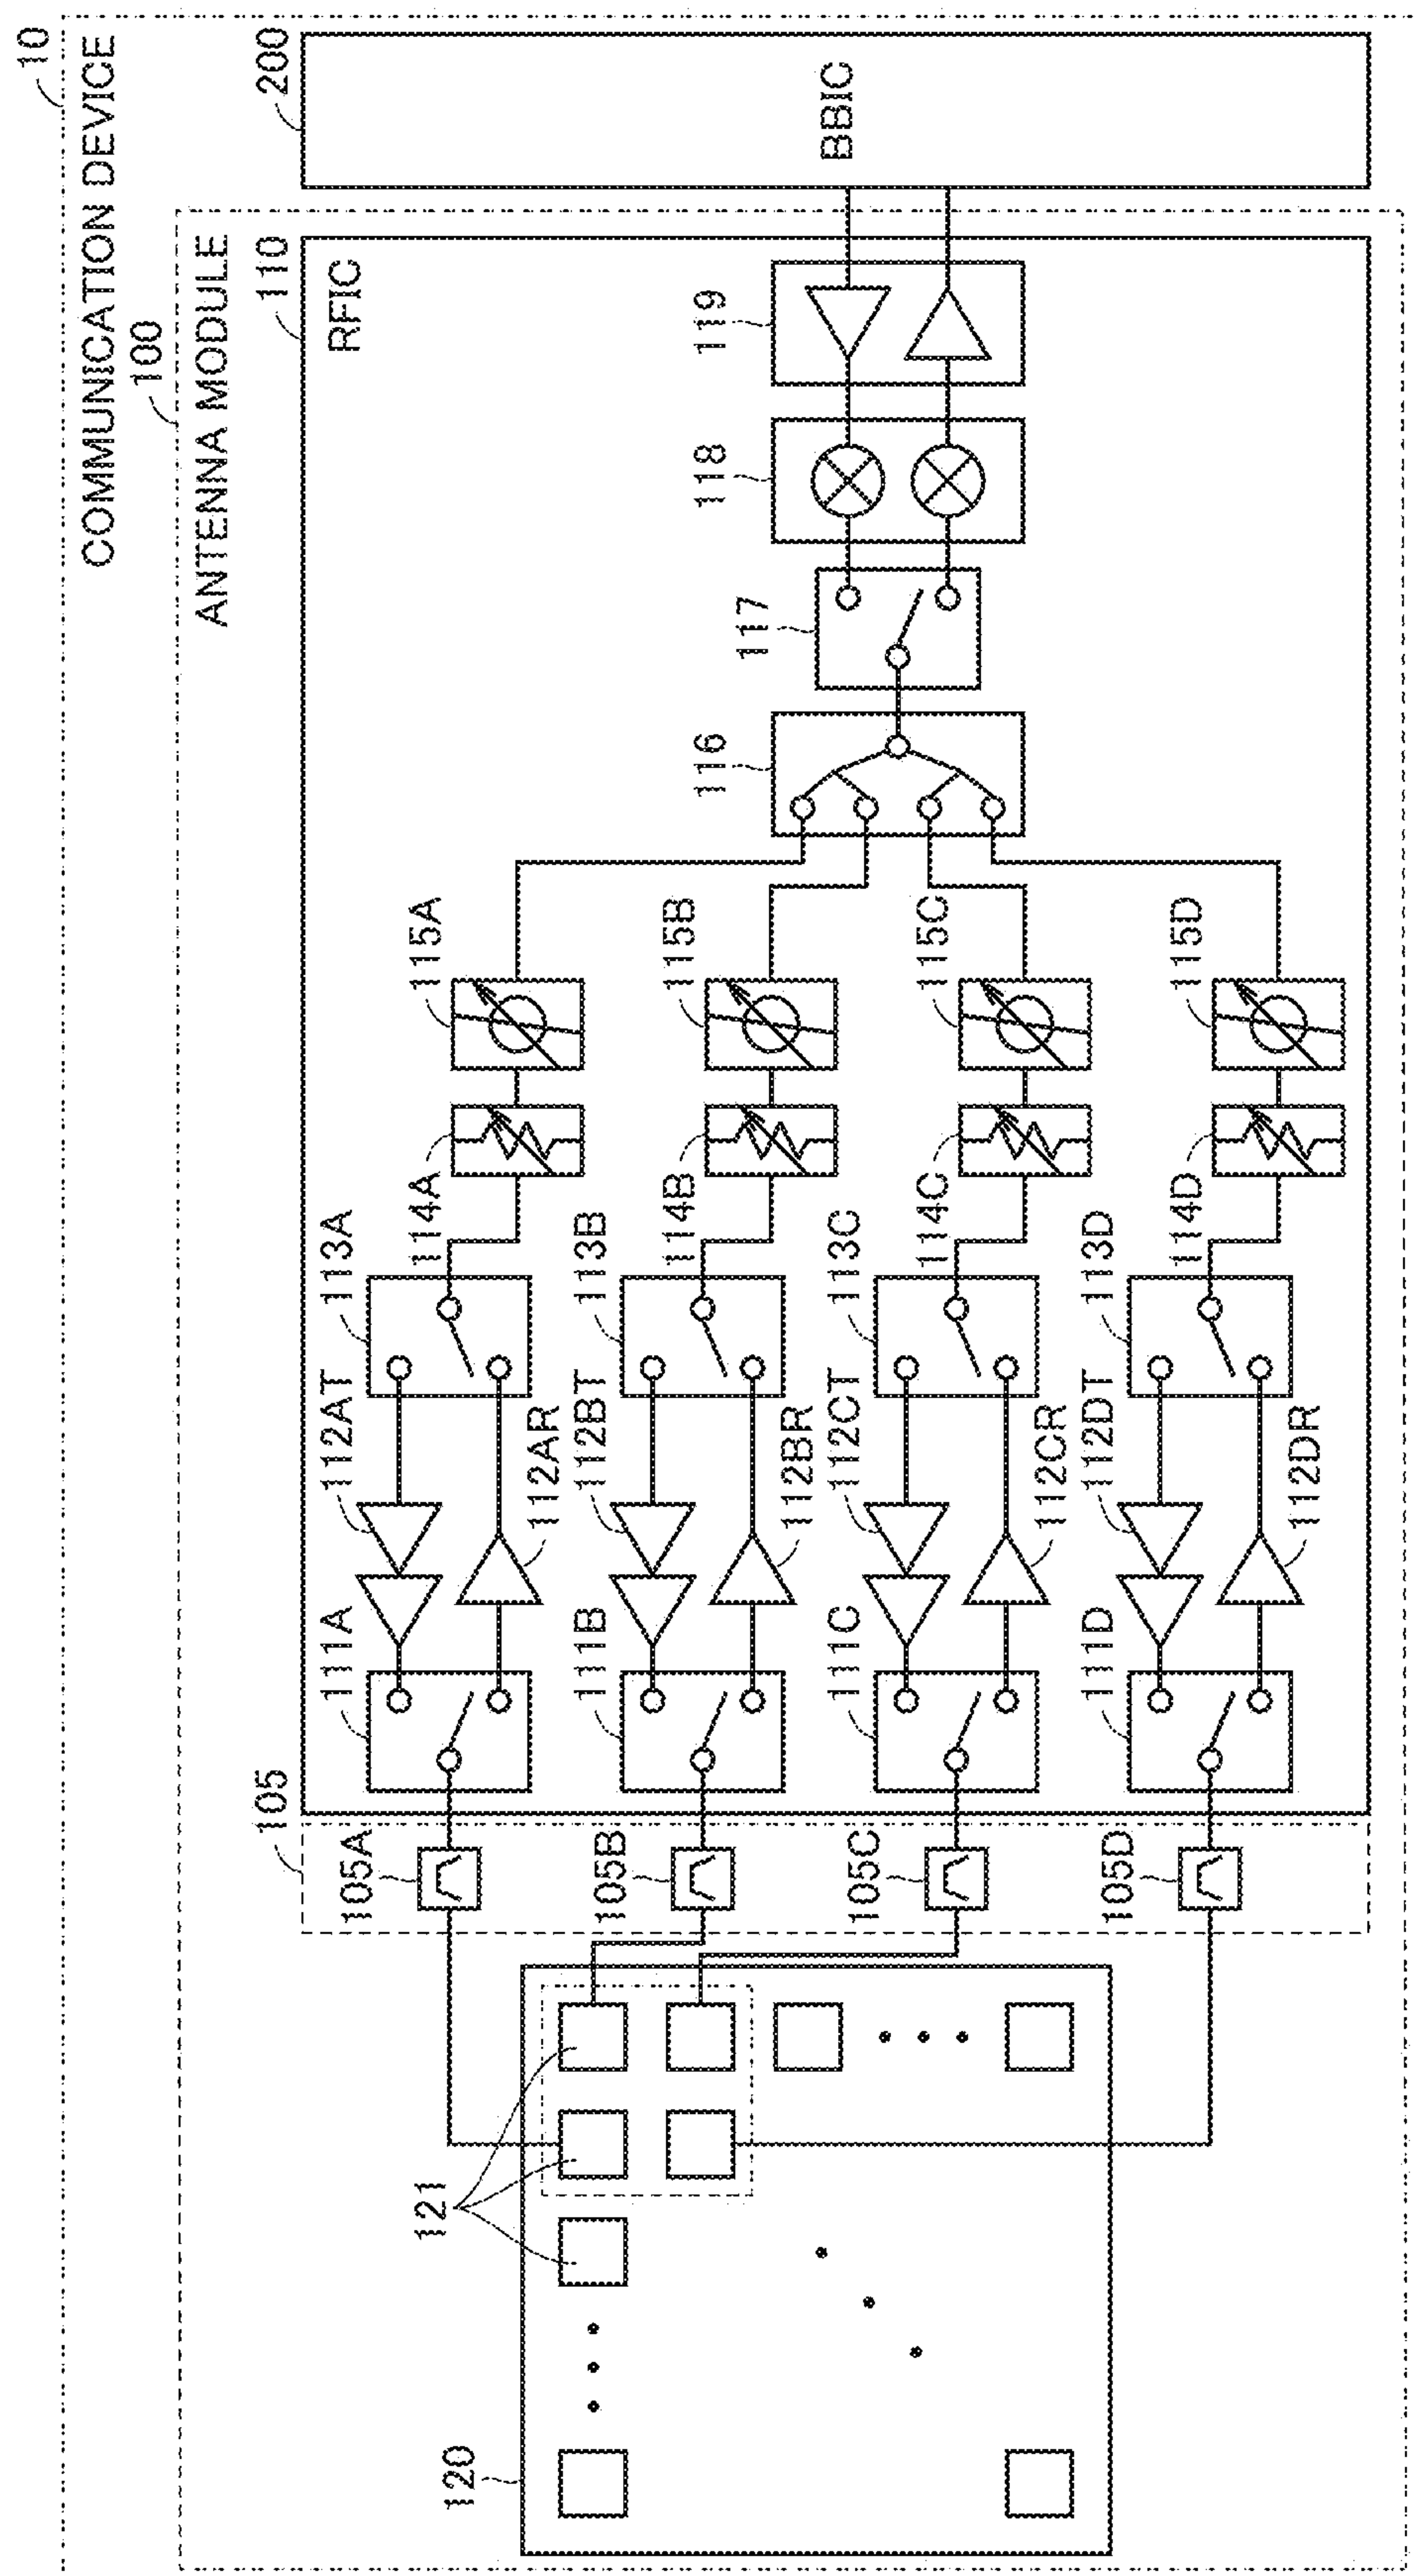 10
COMMUNICATION DEVICE
200
BBIC
100
ANTENNA MODULE
110
RFIC
119
118
117
116
115A
115B
115C
115D
114A
114B
114C
114D
113A
113B
113C
113D
112AT
112BT
112CT
112DT
112AR
112BR
112CR
112DR
111A
111B
111C
111D
105
105A
105B
105C
105D
121
120